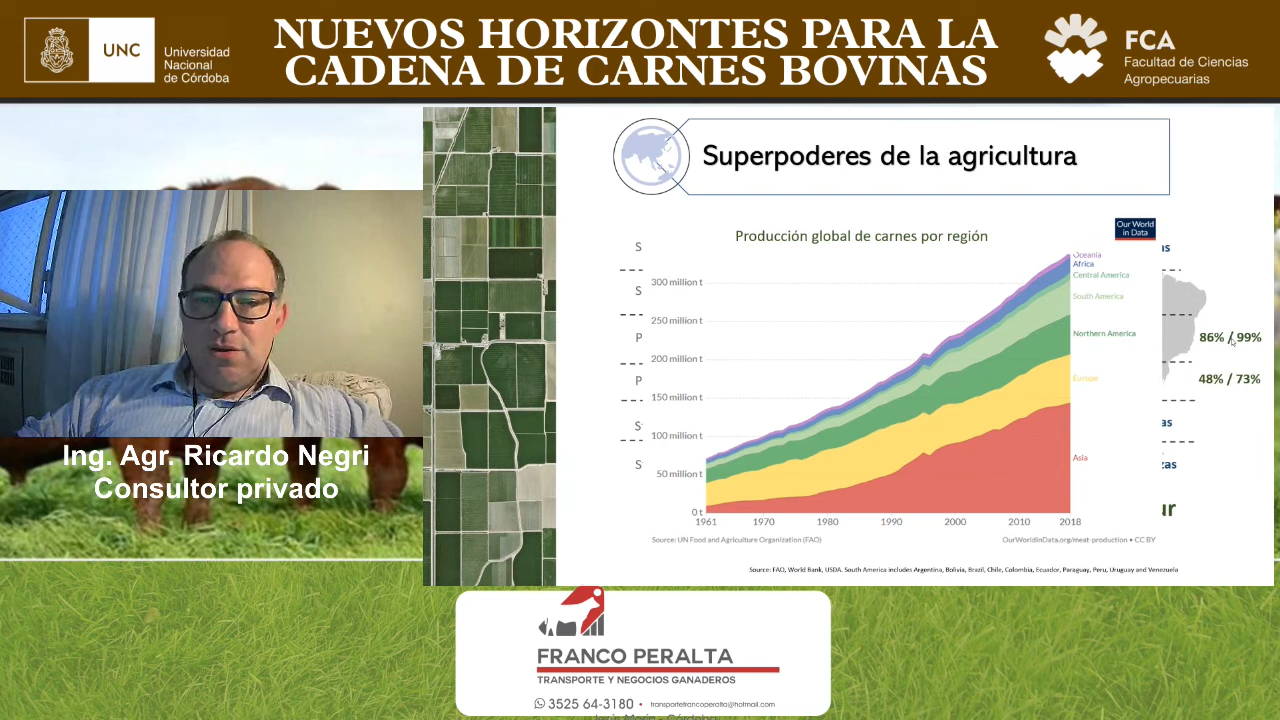 UNC
Universidad
Nacional
de Córdoba
NUEVOS HORIZONTES PARA LA
CADENA DE CARNES BOVINAS
FCA
Facultad de Ciencias
Agropecuarias
Superpoderes de la agricultura
Producción global de carnes por región
Our World
in Data
Oceania
Africa
Central America
South America
Northern America
Europe
Asia
300 million t
250 million t
200 million t
150 million t
100 million t
50 million t
0 t
1961 1970 1980 1990 2000 2010 2018
Source: UN Food and Agriculture Organization (FAO)
OurWorldInData.org/meat-production • CC BY
S
S
P
P
S
S
as
86% / 99%
48% / 73%
as
zas
ur
Source: FAO, World Bank, USDA. South America includes Argentina, Bolivia, Brazil, Chile, Colombia, Ecuador, Paraguay, Peru, Uruguay and Venezuela
Ing. Agr. Ricardo Negri
Consultor privado
FRANCO PERALTA
TRANSPORTE Y NEGOCIOS GANADEROS
3525 64-3180 • transportefrancoperalta@hotmail.com